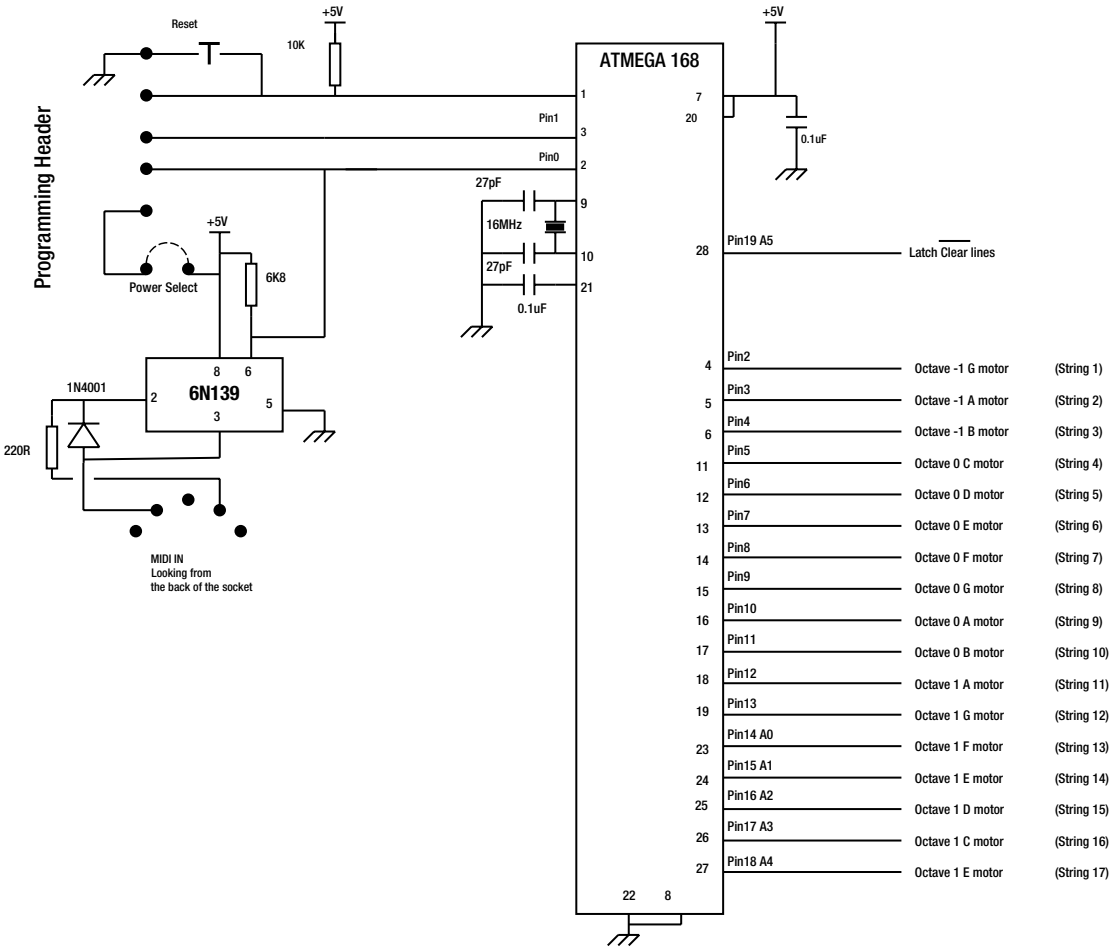 Programming Header
Reset
+5V
10K
Pin1
Pin0
27pF
16MHz
27pF
0.1uF
+5V
Power Select
6K8
8 6
2
6N139
5
3
1N4001
220R
MIDI IN
Looking from
the back of the socket
ATMEGA 168
1
3
2
9
10
21
22 8
+5V
7
20
0.1uF
28 Pin19 A5 Latch Clear lines
4 Pin2 Octave -1 G motor (String 1)
5 Pin3 Octave -1 A motor (String 2)
6 Pin4 Octave -1 B motor (String 3)
11 Pin5 Octave 0 C motor (String 4)
12 Pin6 Octave 0 D motor (String 5)
13 Pin7 Octave 0 E motor (String 6)
14 Pin8 Octave 0 F motor (String 7)
15 Pin9 Octave 0 G motor (String 8)
16 Pin10 Octave 0 A motor (String 9)
17 Pin11 Octave 0 B motor (String 10)
18 Pin12 Octave 1 A motor (String 11)
19 Pin13 Octave 1 G motor (String 12)
23 Pin14 A0 Octave 1 F motor (String 13)
24 Pin15 A1 Octave 1 E motor (String 14)
25 Pin16 A2 Octave 1 D motor (String 15)
26 Pin17 A3 Octave 1 C motor (String 16)
27 Pin18 A4 Octave 1 E motor (String 17)